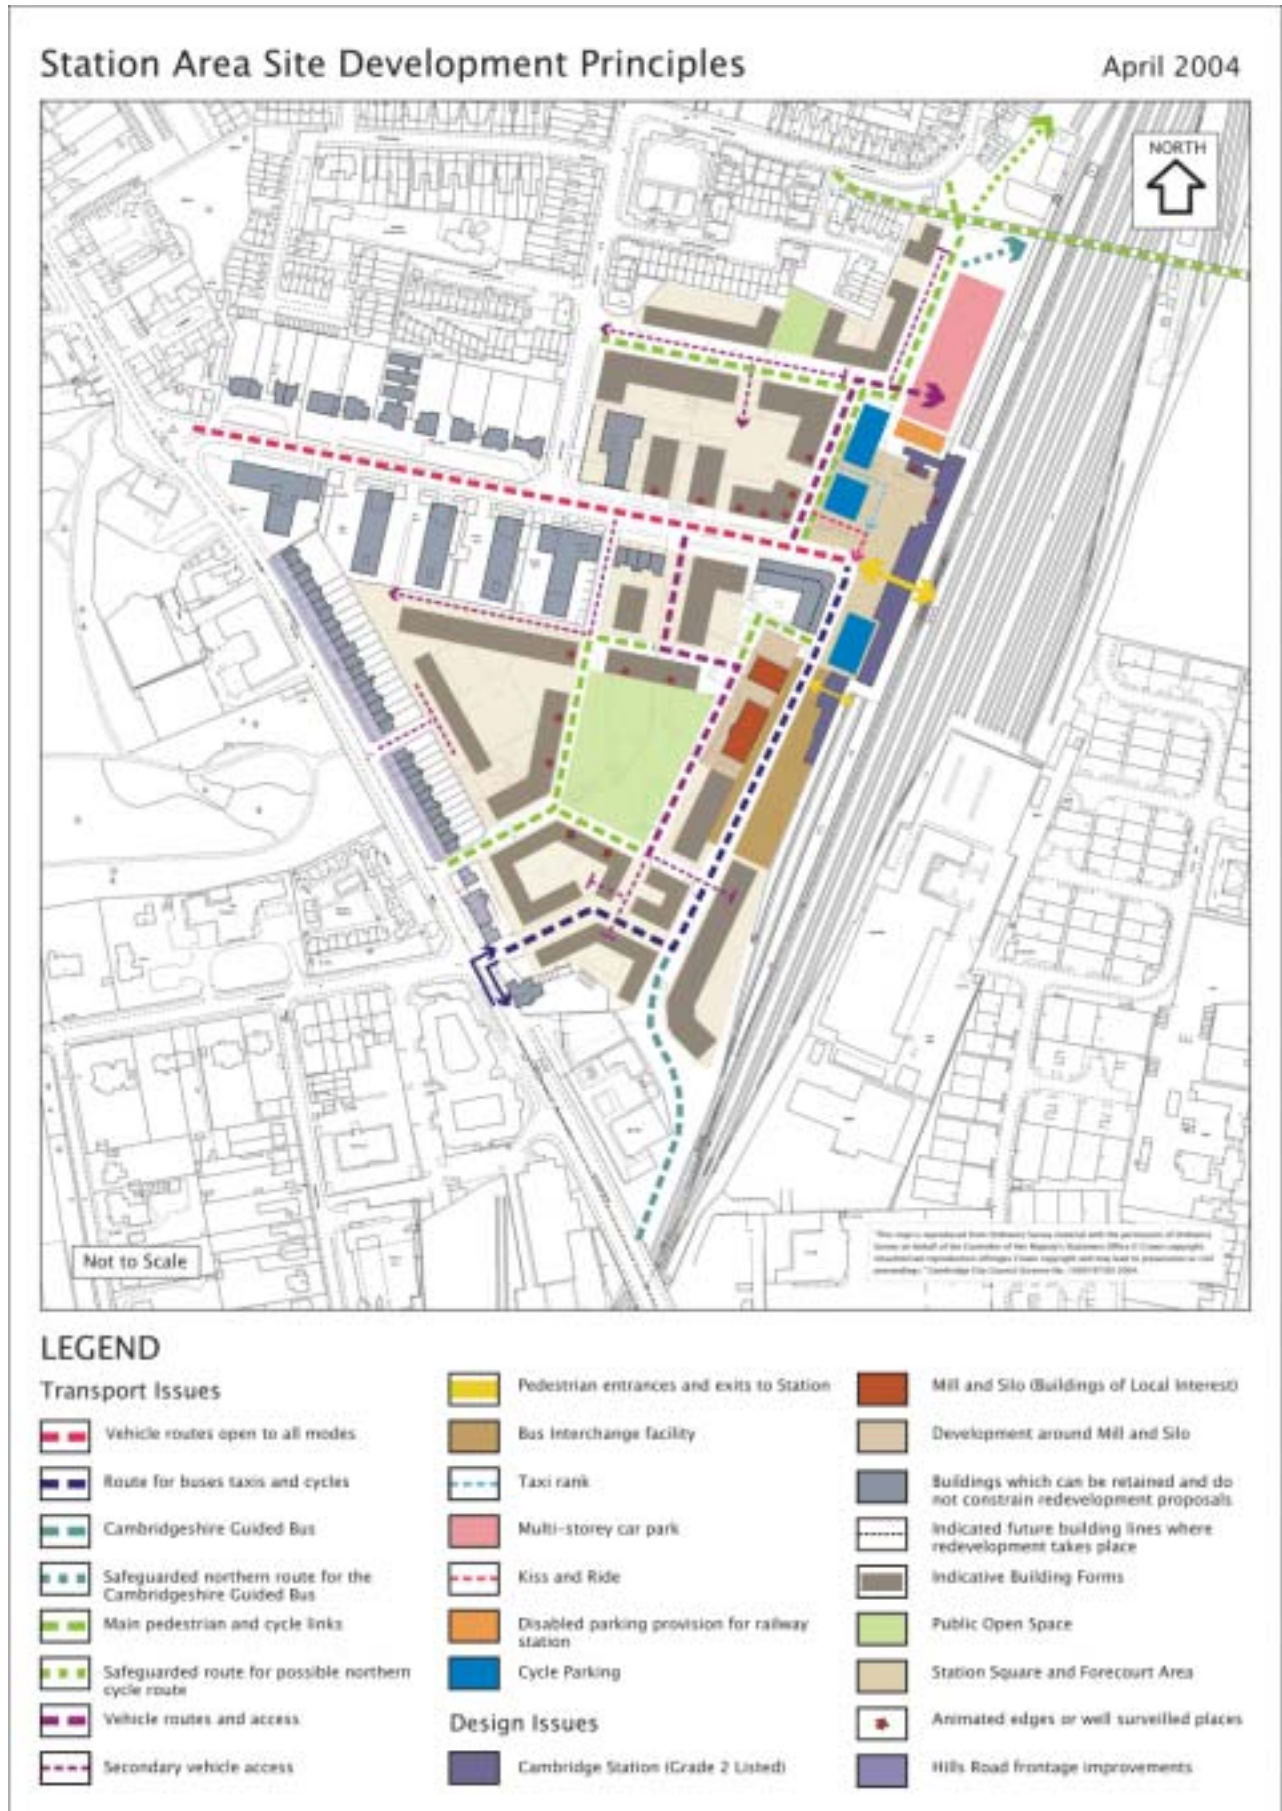 Station Area Site Development Principles
April 2004
NORTH
Not to Scale
LEGEND
Transport Issues
Vehicle routes open to all modes
Route for buses taxis and cycles
Cambridgeshire Guided Bus
Safeguarded northern route for the
Cambridgeshire Guided Bus
Main pedestrian and cycle links
Safeguarded route for possible northern
cycle route
Vehicle routes and access
Secondary vehicle access
Pedestrian entrances and exits to Station
Bus Interchange facility
Taxi rank
Multi-storey car park
Kiss and Ride
Disabled parking provision for railway
station
Cycle Parking
Design Issues
Cambridge Station (Grade 2 Listed)
Mill and Silo (Buildings of Local Interest)
Development around Mill and Silo
Buildings which can be retained and do
not constrain redevelopment proposals
Indicated future building lines where
redevelopment takes place
Indicative Building Forms
Public Open Space
Station Square and Forecourt Area
Animated edges or well surveilled places
Hills Road frontage improvements